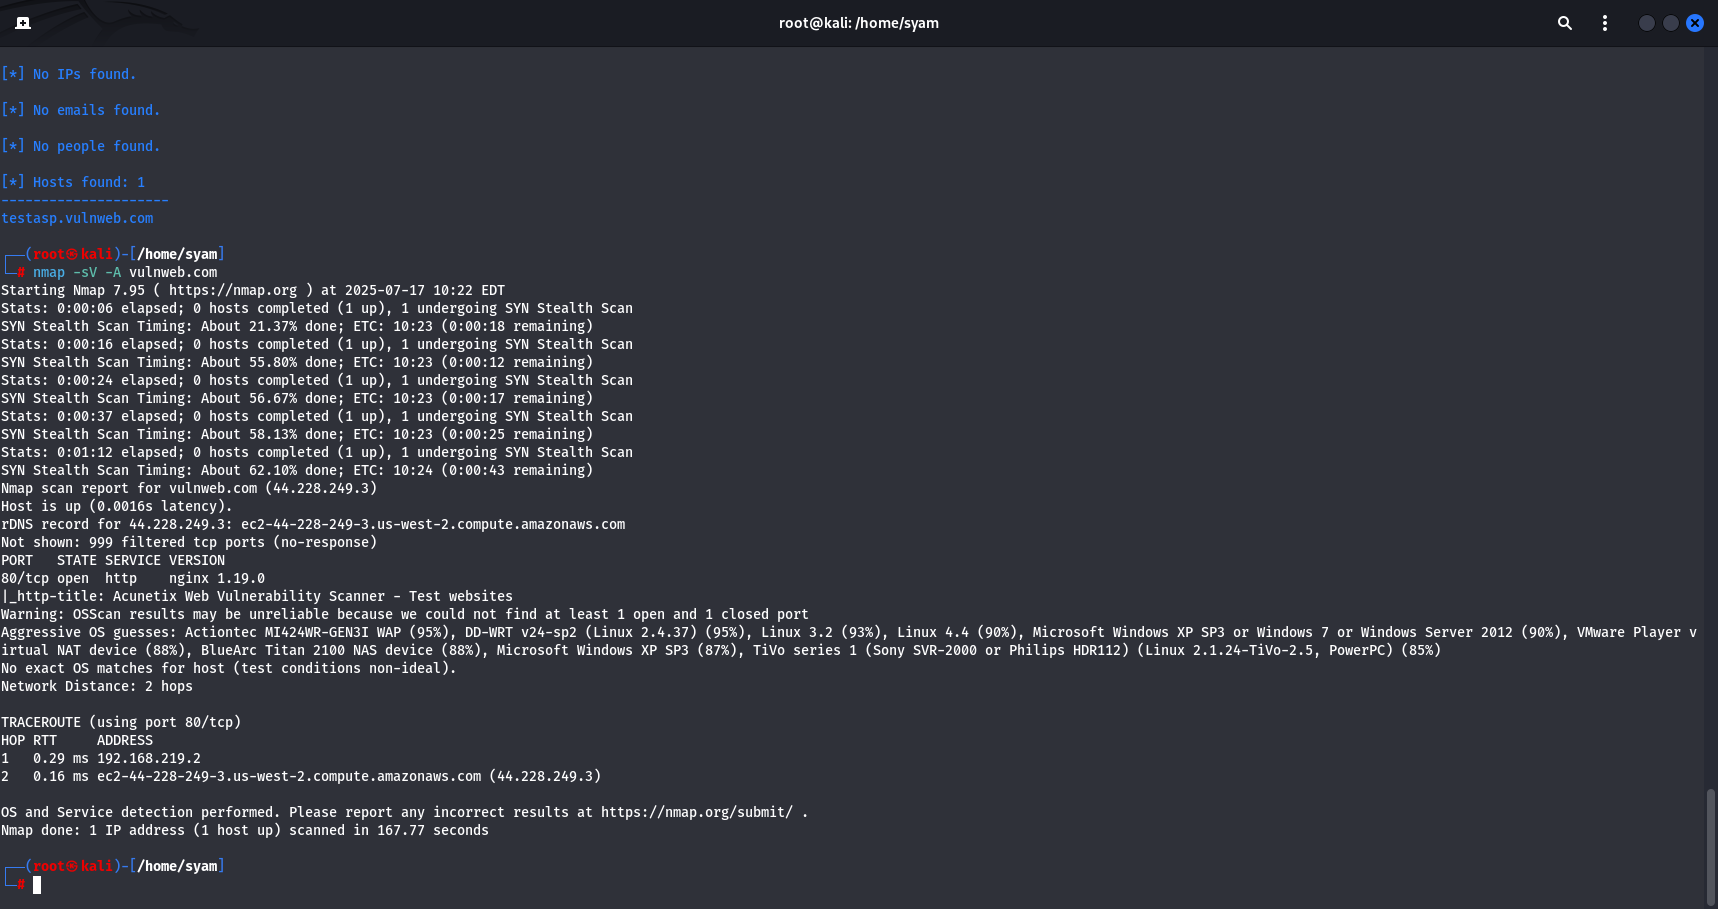 root@kali: /home/syam
[*] No IPs found.
[*] No emails found.
[*] No people found.
[*] Hosts found: 1
---------------------
testasp.vulnweb.com
┌──(root㉿kali)-[/home/syam]
└─# nmap -sV -A vulnweb.com
Starting Nmap 7.95 ( https://nmap.org ) at 2025-07-17 10:22 EDT
Stats: 0:00:06 elapsed; 0 hosts completed (1 up), 1 undergoing SYN Stealth Scan
SYN Stealth Scan Timing: About 21.37% done; ETC: 10:23 (0:00:18 remaining)
Stats: 0:00:16 elapsed; 0 hosts completed (1 up), 1 undergoing SYN Stealth Scan
SYN Stealth Scan Timing: About 55.80% done; ETC: 10:23 (0:00:12 remaining)
Stats: 0:00:24 elapsed; 0 hosts completed (1 up), 1 undergoing SYN Stealth Scan
SYN Stealth Scan Timing: About 56.67% done; ETC: 10:23 (0:00:17 remaining)
Stats: 0:00:37 elapsed; 0 hosts completed (1 up), 1 undergoing SYN Stealth Scan
SYN Stealth Scan Timing: About 58.13% done; ETC: 10:23 (0:00:25 remaining)
Stats: 0:01:12 elapsed; 0 hosts completed (1 up), 1 undergoing SYN Stealth Scan
SYN Stealth Scan Timing: About 62.10% done; ETC: 10:24 (0:00:43 remaining)
Nmap scan report for vulnweb.com (44.228.249.3)
Host is up (0.0016s latency).
rDNS record for 44.228.249.3: ec2-44-228-249-3.us-west-2.compute.amazonaws.com
Not shown: 999 filtered tcp ports (no-response)
PORT   STATE SERVICE VERSION
80/tcp open  http    nginx 1.19.0
|_http-title: Acunetix Web Vulnerability Scanner - Test websites
Warning: OSScan results may be unreliable because we could not find at least 1 open and 1 closed port
Aggressive OS guesses: Actiontec MI424WR-GEN3I WAP (95%), DD-WRT v24-sp2 (Linux 2.4.37) (95%), Linux 3.2 (93%), Linux 4.4 (90%), Microsoft Windows XP SP3 or Windows 7 or Windows Server 2012 (90%), VMware Player v
irtual NAT device (88%), BlueArc Titan 2100 NAS device (88%), Microsoft Windows XP SP3 (87%), TiVo series 1 (Sony SVR-2000 or Philips HDR112) (Linux 2.1.24-TiVo-2.5, PowerPC) (85%)
No exact OS matches for host (test conditions non-ideal).
Network Distance: 2 hops
TRACEROUTE (using port 80/tcp)
HOP RTT     ADDRESS
1   0.29 ms 192.168.219.2
2   0.16 ms ec2-44-228-249-3.us-west-2.compute.amazonaws.com (44.228.249.3)
OS and Service detection performed. Please report any incorrect results at https://nmap.org/submit/ .
Nmap done: 1 IP address (1 host up) scanned in 167.77 seconds
┌──(root㉿kali)-[/home/syam]
└─#